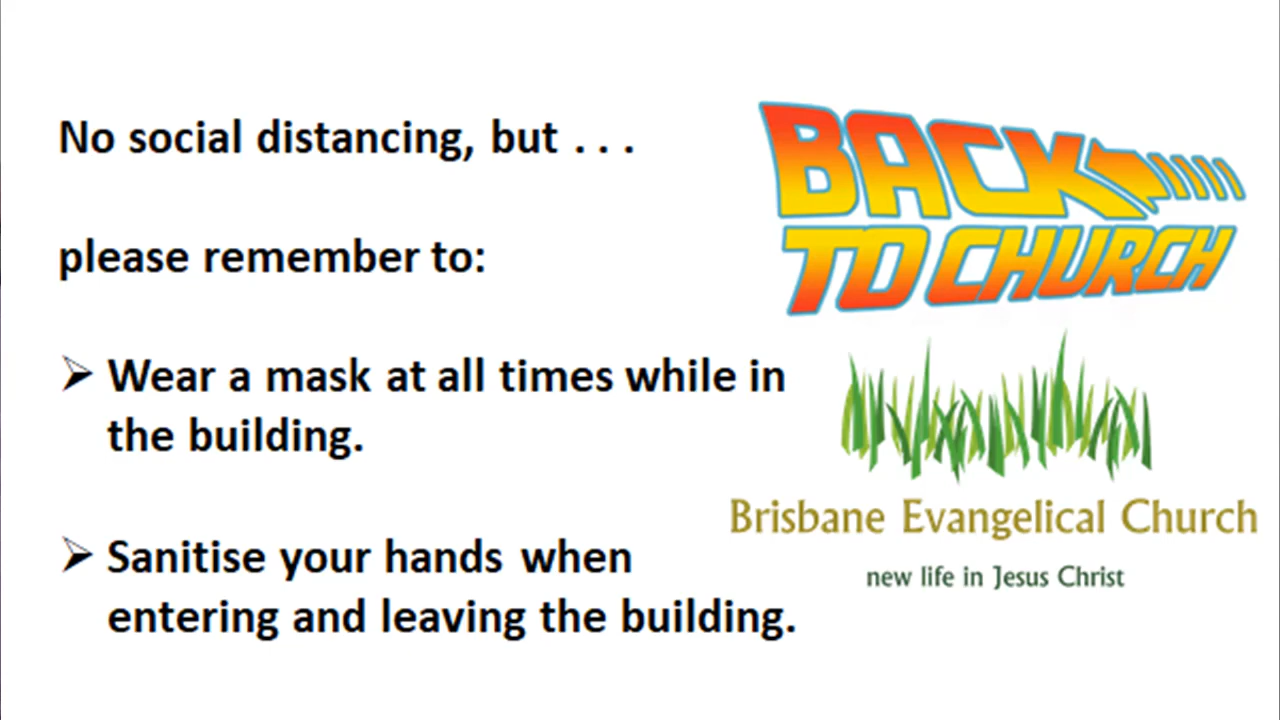 No social distancing, but . . .
please remember to:
➢ Wear a mask at all times while in
the building.
➢ Sanitise your hands when
entering and leaving the building.
BACK
TO CHURCH
Brisbane Evangelical Church
new life in Jesus Christ